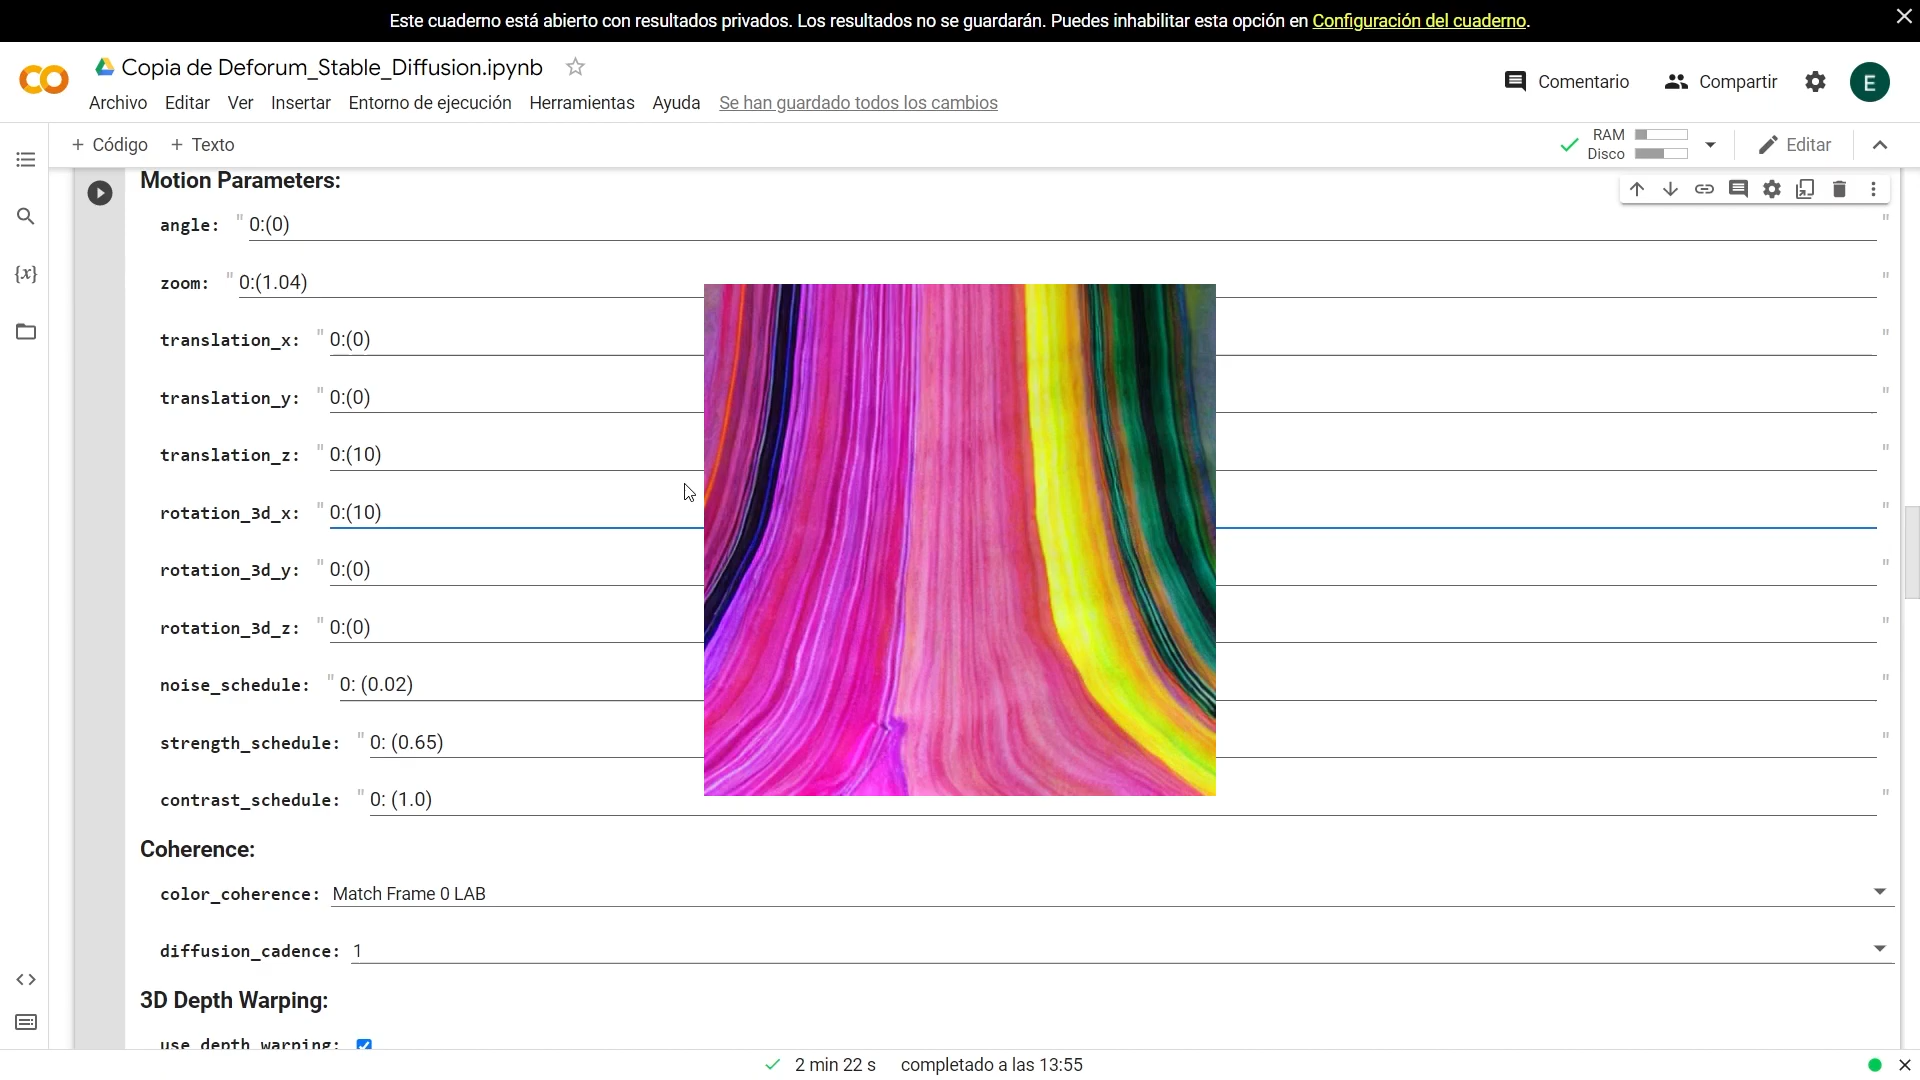 Este cuaderno está abierto con resultados privados. Los resultados no se guardarán. Puedes inhabilitar esta opción en Configuración del cuaderno.
Copia de Deforum_Stable_Diffusion.ipynb
Comentario
Compartir
E
Archivo Editar Ver Insertar Entorno de ejecución Herramientas Ayuda Se han guardado todos los cambios
+ Código + Texto
RAM
Disco
Editar
Motion Parameters:
angle: " 0:(0) "
zoom: " 0:(1.04) "
{x}
translation_x: " 0:(0) "
translation_y: " 0:(0) "
translation_z: " 0:(10) "
rotation_3d_x: " 0:(10) "
rotation_3d_y: " 0:(0) "
rotation_3d_z: " 0:(0) "
noise_schedule: " 0: (0.02) "
strength_schedule: " 0: (0.65) "
contrast_schedule: " 0: (1.0) "
Coherence:
color_coherence: Match Frame 0 LAB
diffusion_cadence: 1
3D Depth Warping:
use_depth_warping:
2 min 22 s completado a las 13:55